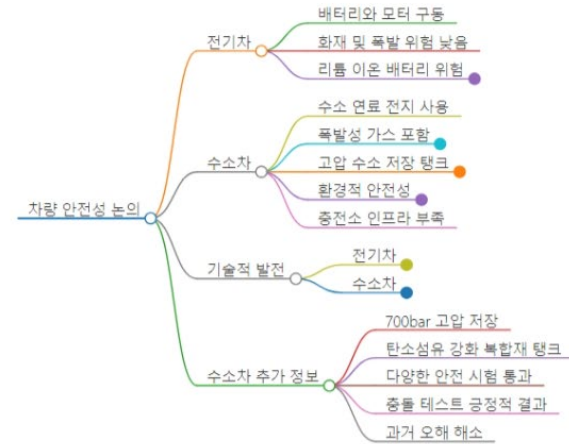 차량 안전성 논의
전기차
배터리와 모터 구동
화재 및 폭발 위험 낮음
리튬 이온 배터리 위험
수소차
수소 연료 전지 사용
폭발성 가스 포함
고압 수소 저장 탱크
환경적 안전성
충전소 인프라 부족
기술적 발전
전기차
수소차
수소차 추가 정보
700bar 고압 저장
탄소섬유 강화 복합재 탱크
다양한 안전 시험 통과
충돌 테스트 긍정적 결과
과거 오해 해소